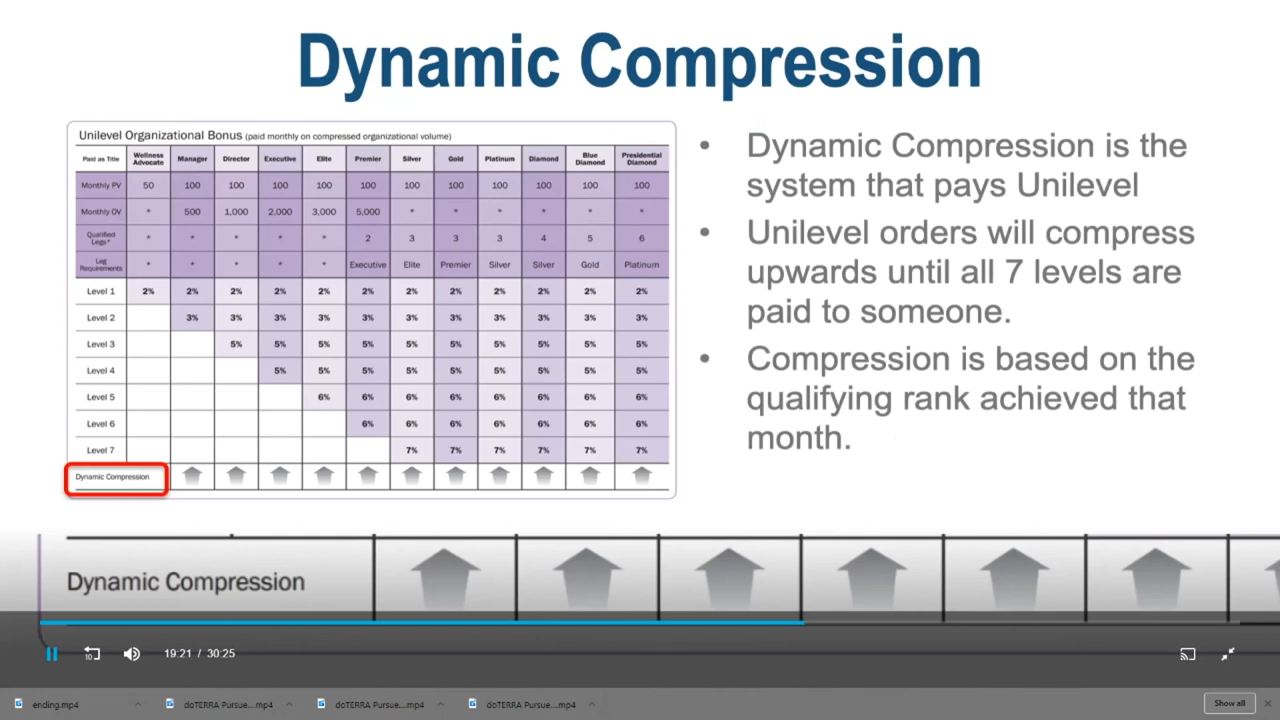 Dynamic Compression
Unilevel Organizational Bonus (paid monthly on compressed organizational volume)
Paid as Title Wellness Advocate Manager Director Executive Elite Premier Silver Gold Platinum Diamond Blue Diamond Presidential Diamond
Monthly PV 50 100 100 100 100 100 100 100 100 100 100 100
Monthly OV * 500 1,000 2,000 3,000 5,000 * * * * * *
Qualified Legs* * * * * * 2 3 3 3 4 5 6
Leg Requirements * * * * * Executive Elite Premier Silver Silver Gold Platinum
Level 1 2% 2% 2% 2% 2% 2% 2% 2% 2% 2% 2% 2%
Level 2 3% 3% 3% 3% 3% 3% 3% 3% 3% 3% 3%
Level 3 5% 5% 5% 5% 5% 5% 5% 5% 5% 5%
Level 4 5% 5% 5% 5% 5% 5% 5% 5% 5%
Level 5 6% 6% 6% 6% 6% 6% 6% 6%
Level 6 6% 6% 6% 6% 6% 6% 6%
Level 7 7% 7% 7% 7% 7% 7%
Dynamic Compression
• Dynamic Compression is the
system that pays Unilevel
• Unilevel orders will compress
upwards until all 7 levels are
paid to someone.
• Compression is based on the
qualifying rank achieved that
month.
Dynamic Compression
10
19:21 / 30:25
ending.mp4 doTERRA Pursue....mp4 doTERRA Pursue....mp4 doTERRA Pursue....mp4 Show all